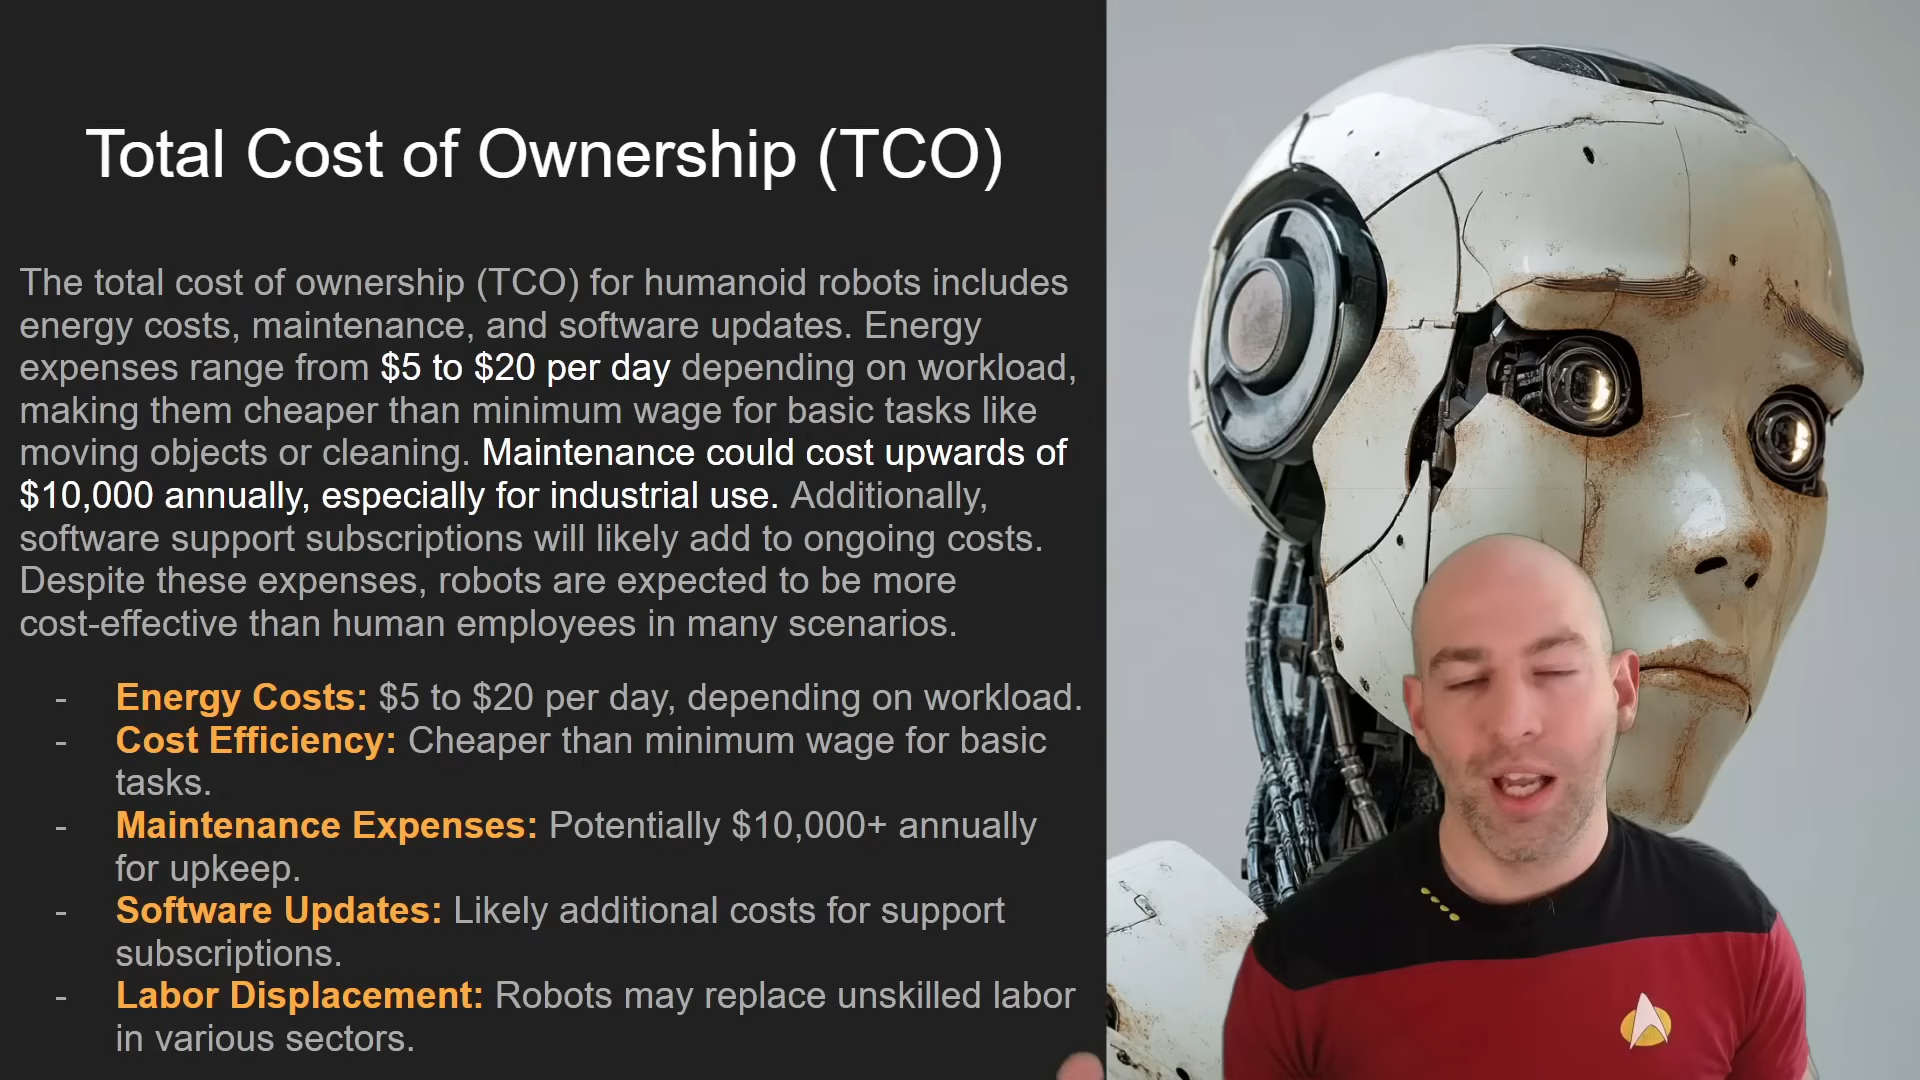 Total Cost of Ownership (TCO)
The total cost of ownership (TCO) for humanoid robots includes
energy costs, maintenance, and software updates. Energy
expenses range from $5 to $20 per day depending on workload,
making them cheaper than minimum wage for basic tasks like
moving objects or cleaning. Maintenance could cost upwards of
$10,000 annually, especially for industrial use. Additionally,
software support subscriptions will likely add to ongoing costs.
Despite these expenses, robots are expected to be more
cost-effective than human employees in many scenarios.
- Energy Costs: $5 to $20 per day, depending on workload.
- Cost Efficiency: Cheaper than minimum wage for basic
tasks.
- Maintenance Expenses: Potentially $10,000+ annually
for upkeep.
- Software Updates: Likely additional costs for support
subscriptions.
- Labor Displacement: Robots may replace unskilled labor
in various sectors.